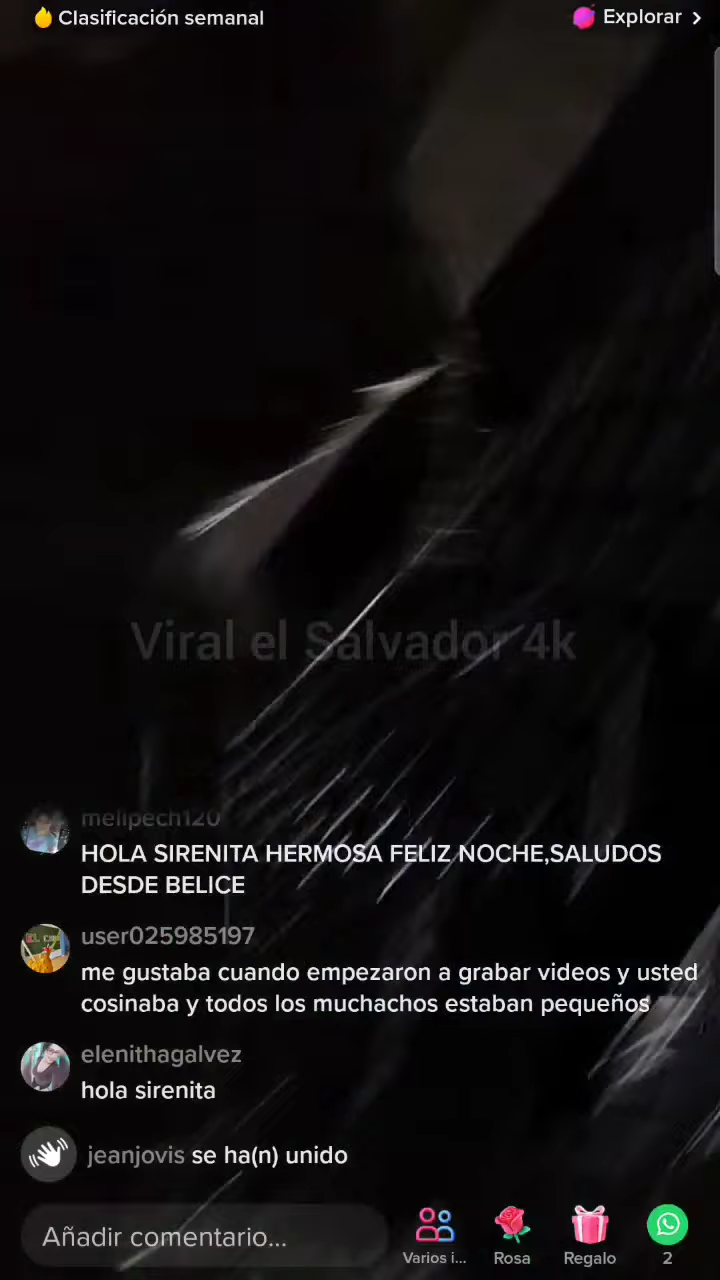 Clasificación semanal
Explorar
Viral el Salvador 4k
melipech120
HOLA SIRENITA HERMOSA FELIZ NOCHE,SALUDOS
DESDE BELICE
EL
user025985197
me gustaba cuando empezaron a grabar videos y usted
cosinaba y todos los muchachos estaban pequeños
elenithagalvez
hola sirenita
jeanjovis se ha(n) unido
Añadir comentario...
Varios i...
Rosa
Regalo
2